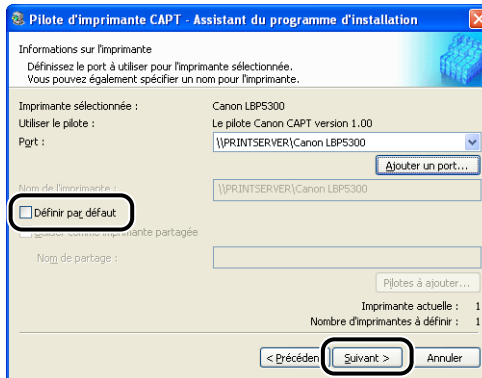 Pilote d'imprimante CAPT - Assistant du programme d'installation
Informations sur l'imprimante
Définissez le port à utiliser pour l'imprimante sélectionnée.
Vous pouvez également spécifier un nom pour l'imprimante.
Imprimante sélectionnée : Canon LBP5300
Utiliser le pilote : Le pilote Canon CAPT version 1.00
Port : \\PRINTSERVER\Canon LBP5300
Ajouter un port...
Nom de l'imprimante : \\PRINTSERVER\Canon LBP5300
Définir par défaut
comme imprimante partagée
Nom de partage :
Pilotes à ajouter...
Imprimante actuelle : 1
Nombre d'imprimantes à définir : 1
< Précéden Suivant > Annuler